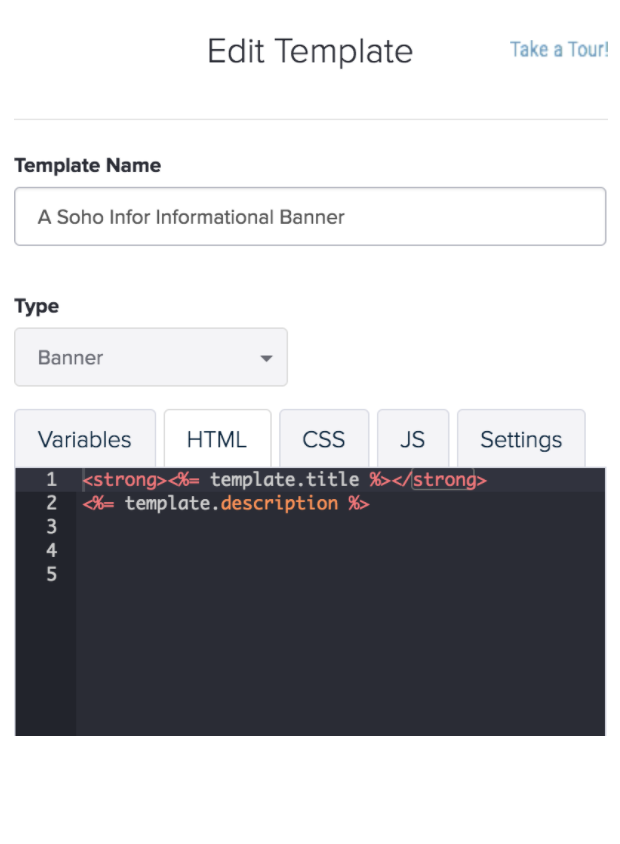 Edit Template
Take a Tour!
Template Name
A Soho Infor Informational Banner
Type
Banner
Variables HTML CSS JS Settings
1 <strong><%= template.title %></strong>
2 <%= template.description %>
3
4
5